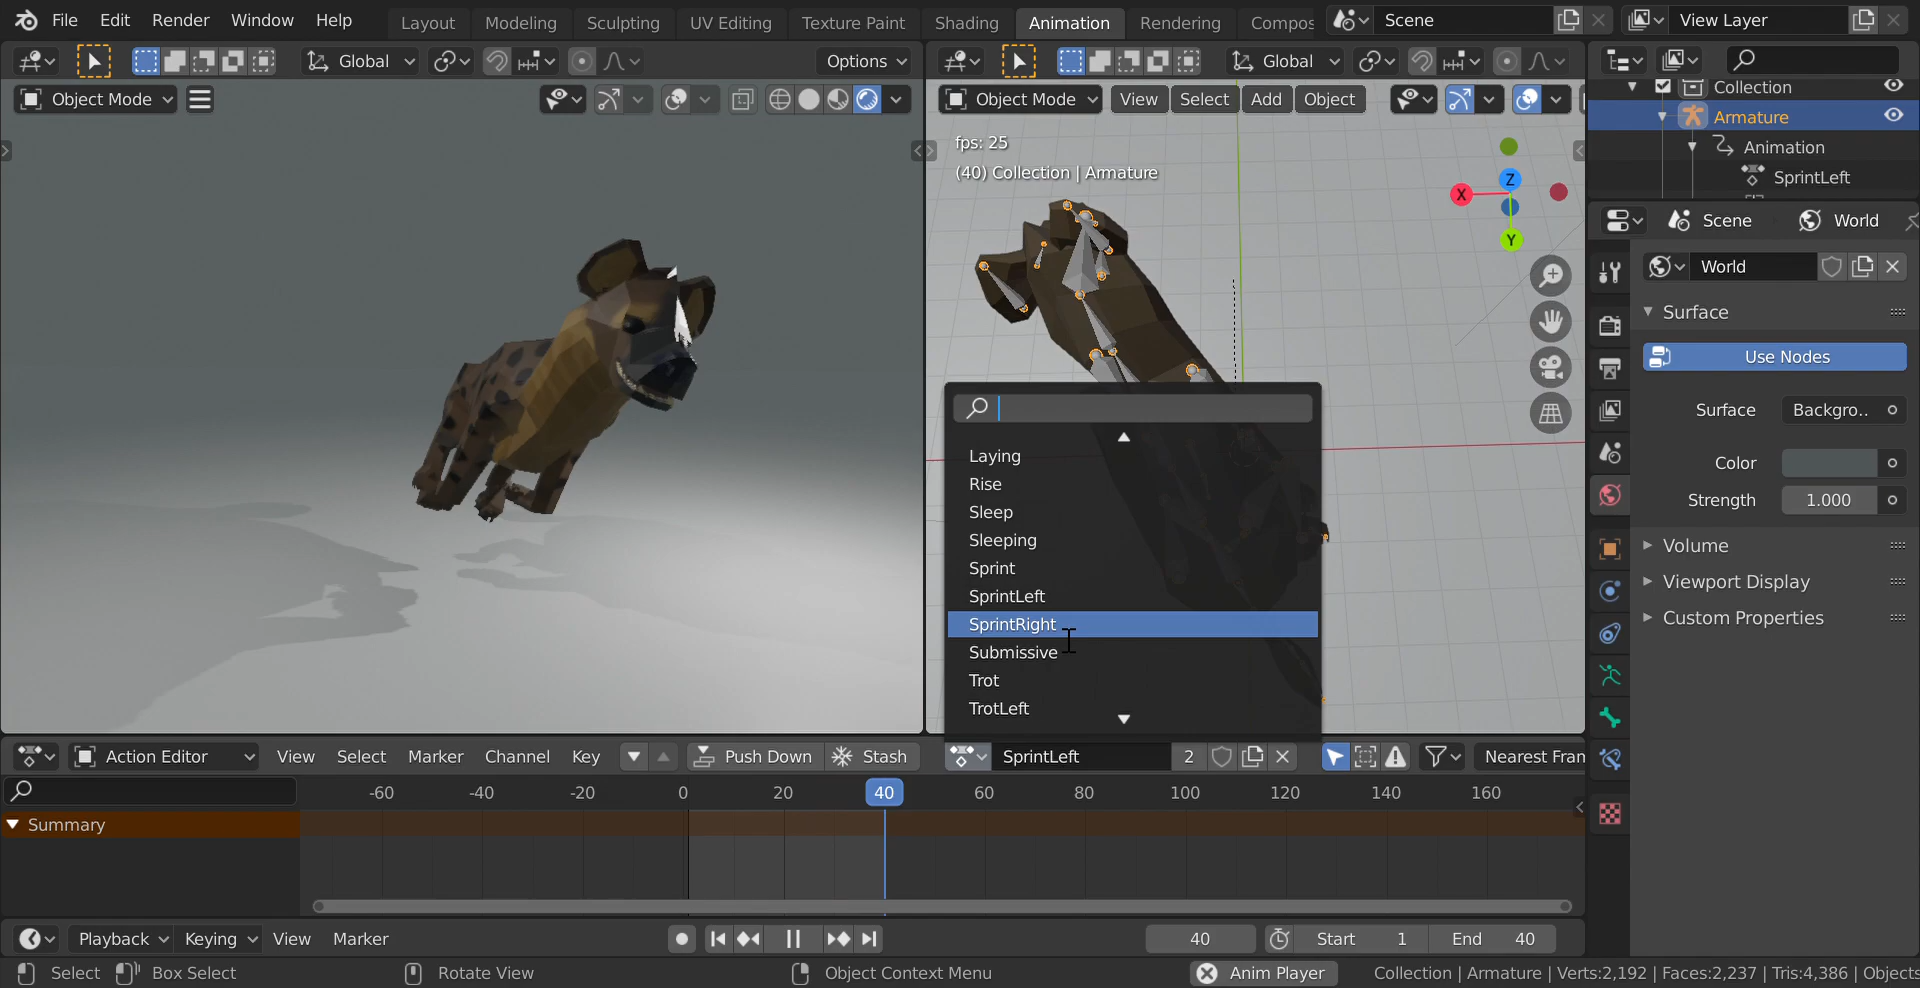 File Edit Render Window Help Layout Modeling Sculpting UV Editing Texture Paint Shading Animation Rendering Compos Scene View Layer
Global Options Global
Object Mode Object Mode View Select Add Object
Collection
Armature
Animation
SprintLeft
fps: 25
(40) Collection | Armature
X Z Y
Scene World
World
Surface
Use Nodes
Surface Backgro..
Color
Strength 1.000
Volume
Viewport Display
Custom Properties
Laying
Rise
Sleep
Sleeping
Sprint
SprintLeft
SprintRight
Submissive
Trot
TrotLeft
Action Editor View Select Marker Channel Key Push Down Stash SprintLeft 2 Nearest Fran
-60 -40 -20 0 20 40 60 80 100 120 140 160
Summary
Playback Keying View Marker 40 Start 1 End 40
Select Box Select Rotate View Object Context Menu Anim Player Collection | Armature | Verts:2,192 | Faces:2,237 | Tris:4,386 | Objects